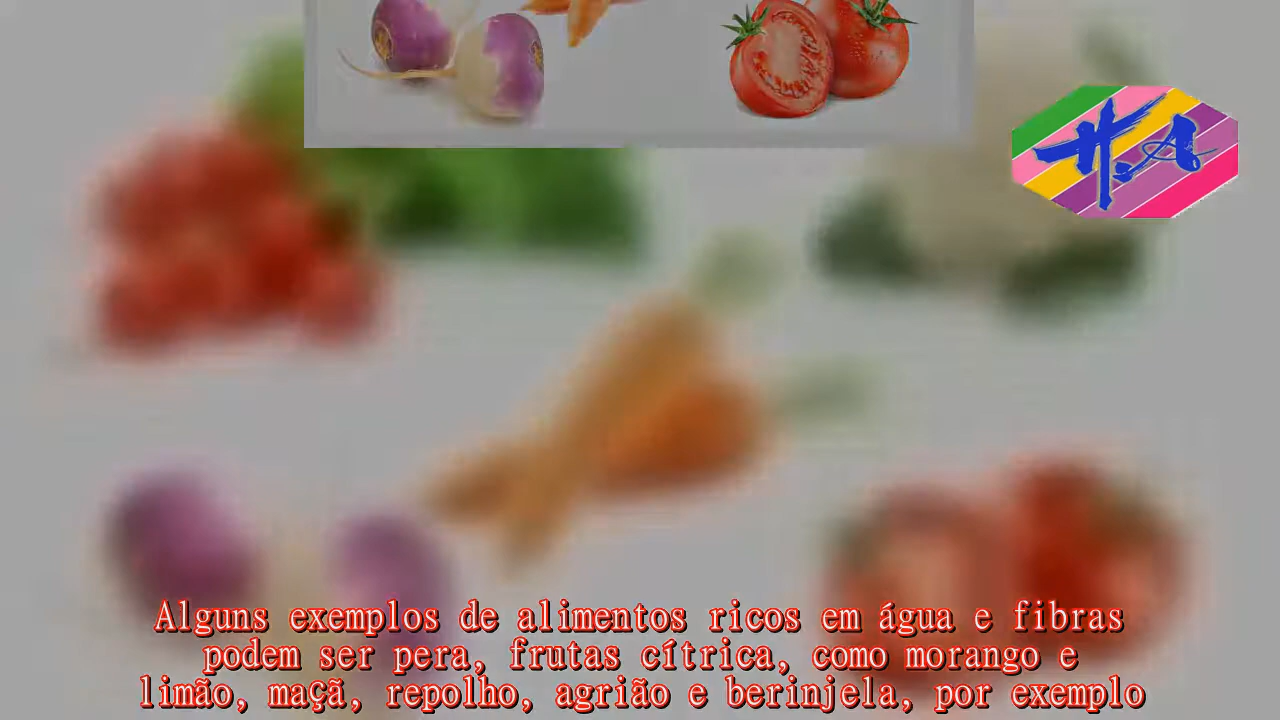 H.A
Alguns exemplos de alimentos ricos em água e fibras
podem ser pera, frutas cítrica, como morango e
limão, maçã, repolho, agrião e berinjela, por exemplo